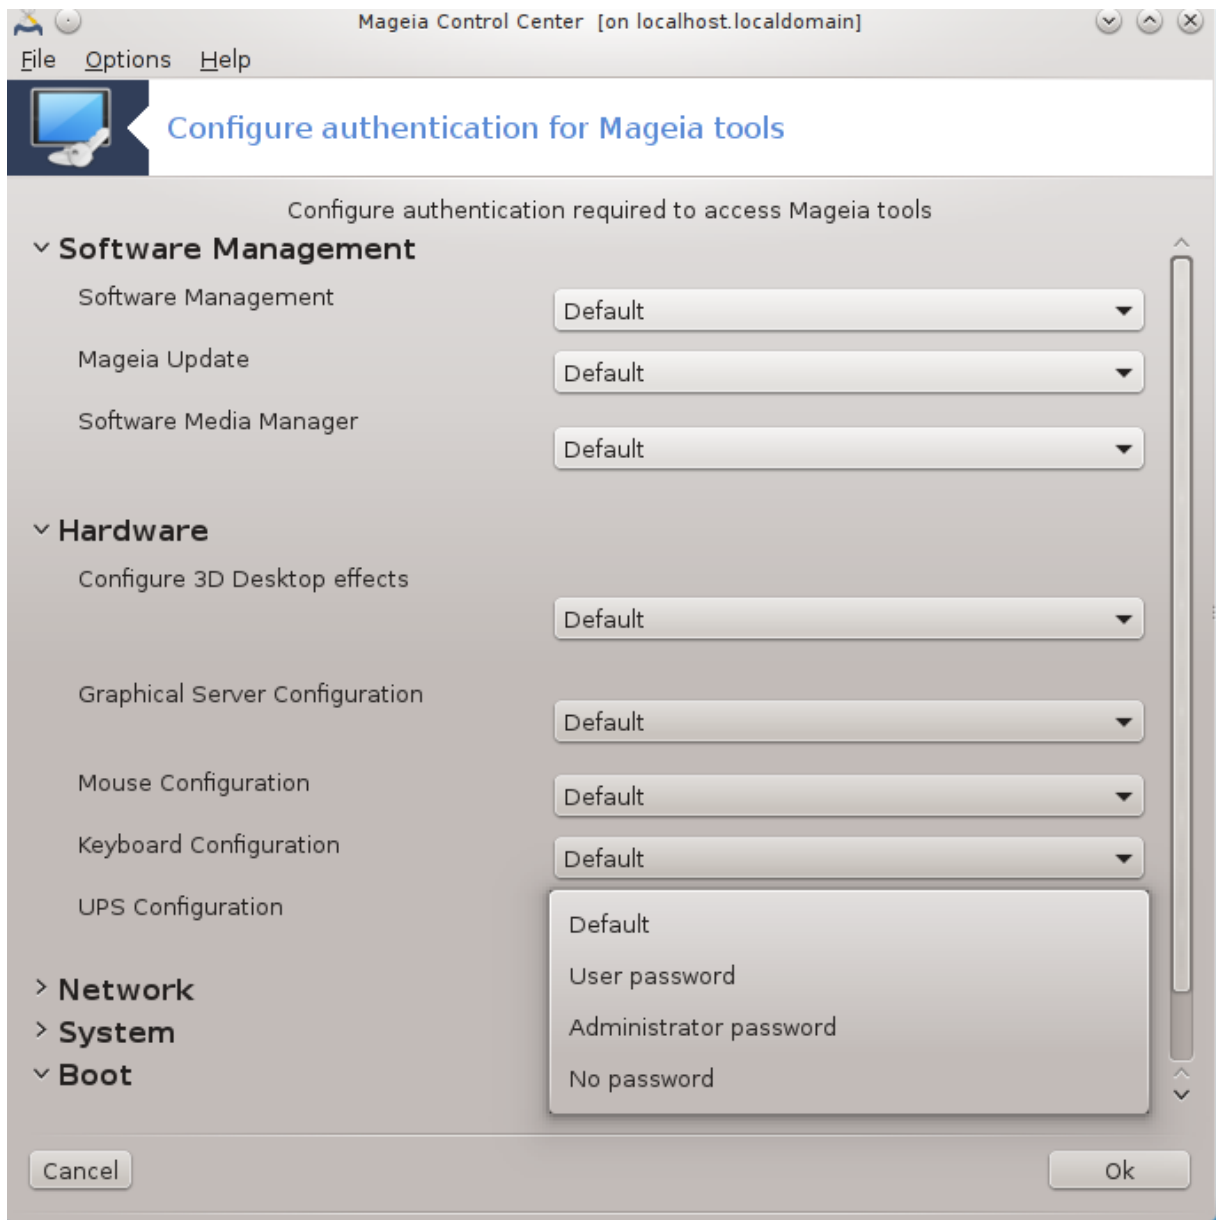 Mageia Control Center [on localhost.localdomain]
File Options Help
Configure authentication for Mageia tools
Configure authentication required to access Mageia tools
Software Management
Software Management Default
Mageia Update Default
Software Media Manager Default
Hardware
Configure 3D Desktop effects Default
Graphical Server Configuration Default
Mouse Configuration Default
Keyboard Configuration Default
UPS Configuration
Default
User password
Administrator password
No password
Network
System
Boot
Cancel Ok